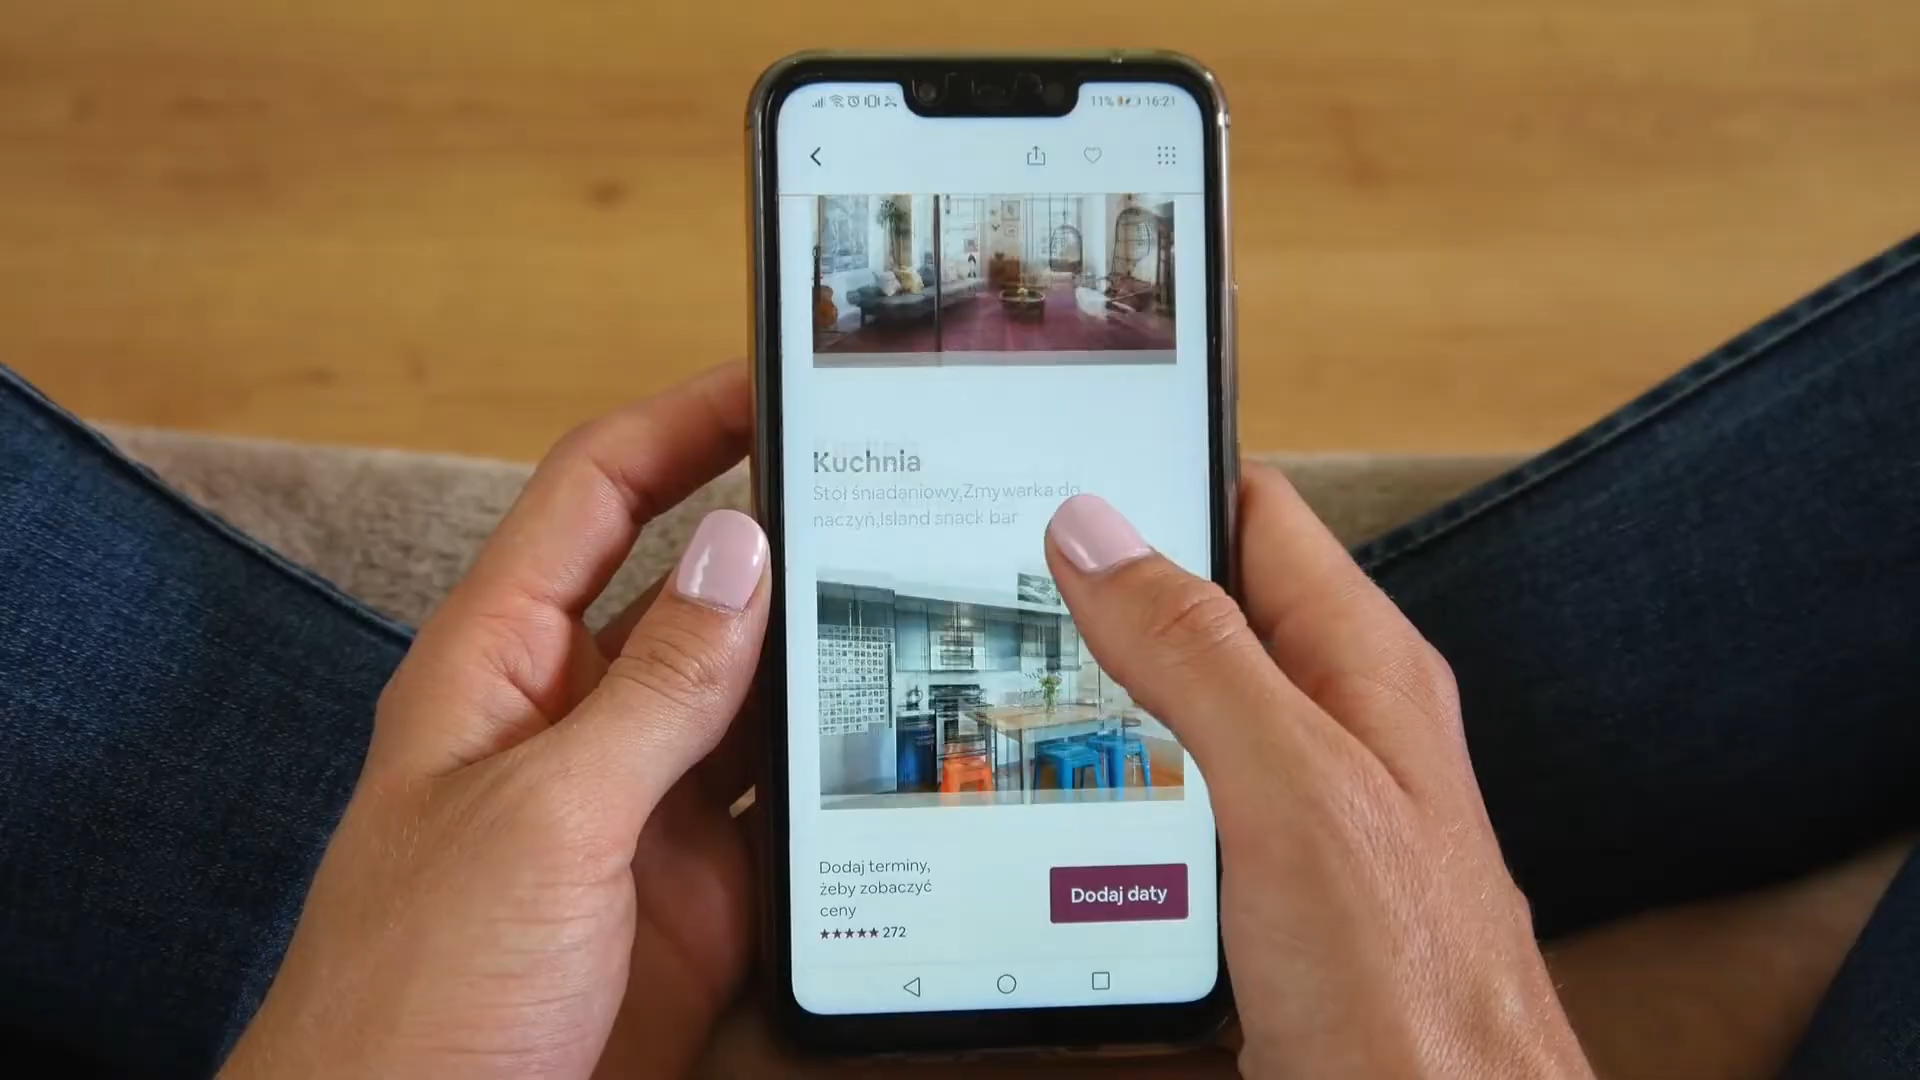 11% 16:21
Kuchnia
Stół śniadaniowy,Zmywarka do
naczyń,Island snack bar
Dodaj terminy,
żeby zobaczyć
ceny
★★★★★ 272
Dodaj daty